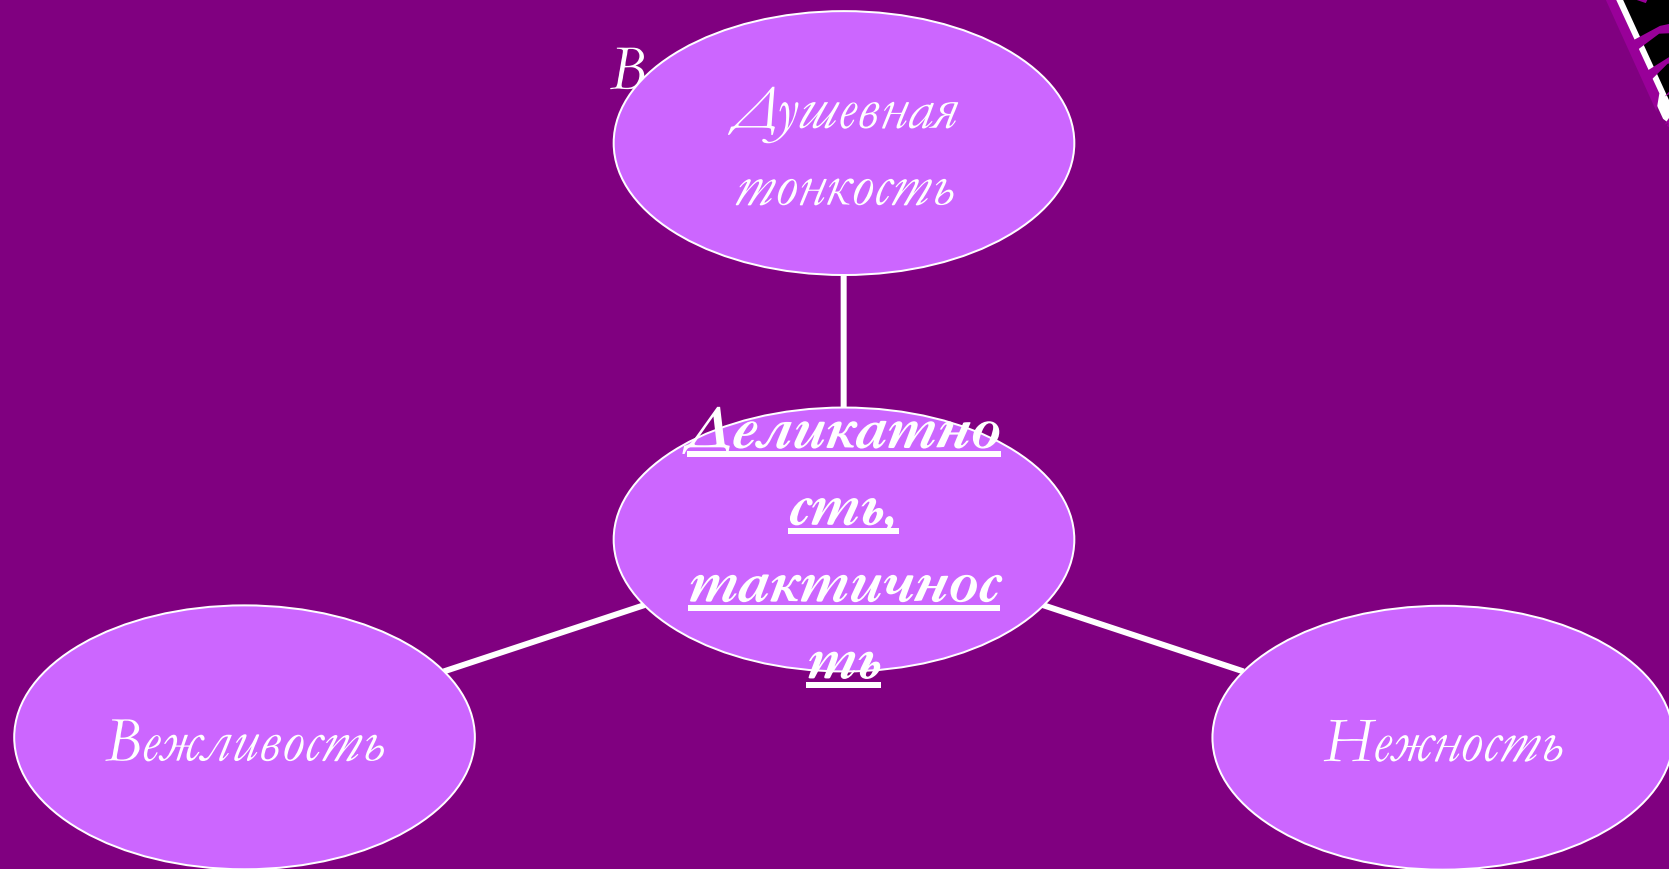 В
Душевная
тонкость
Деликатно
сть,
тактичнос
ть
Вежливость
Нежность